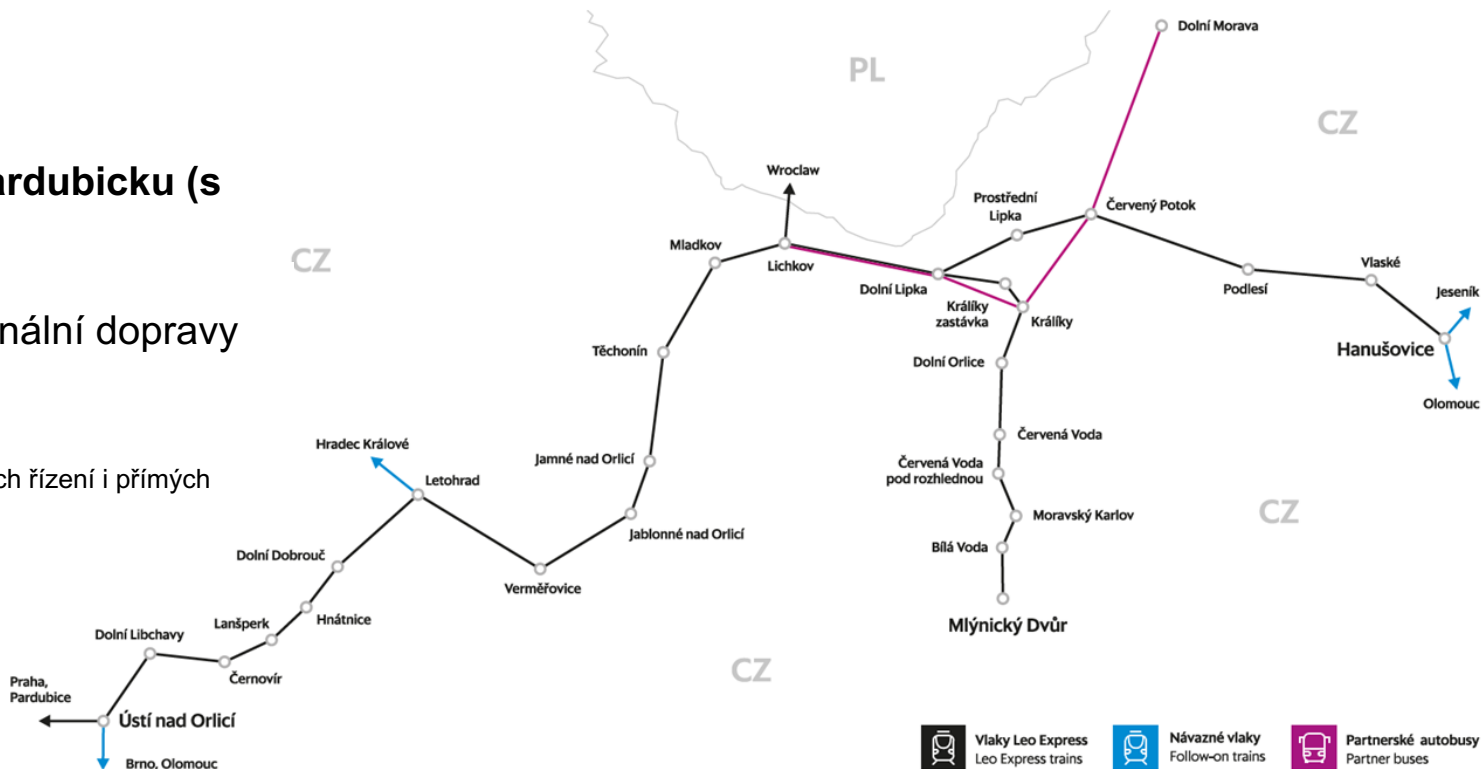 Dolní Morava
PL
CZ
ardubicku (s
Wroclaw
Prostřední
Lipka
Červený Potok
CZ
Mladkov
Lichkov
Vlaské
Dolní Lipka
Podlesí
Jeseník
Králíky
zastávka
Králíky
nální dopravy
Těchonín
Dolní Orlice
Hanušovice
Olomouc
Hradec Králové
Červená Voda
ch řízení i přímých
Letohrad
Jamné nad Orlicí
Červená Voda
pod rozhlednou
Moravský Karlov
CZ
Jablonné nad Orlicí
Dolní Dobrouč
Bílá Voda
Verměřovice
Hnátnice
Lanšperk
Mlýnický Dvůr
Dolní Libchavy
Černovír
CZ
Praha,
Pardubice
Ústí nad Orlicí
Brno, Olomouc
Vlaky Leo Express
Leo Express trains
Návazné vlaky
Follow-on trains
Partnerské autobusy
Partner buses